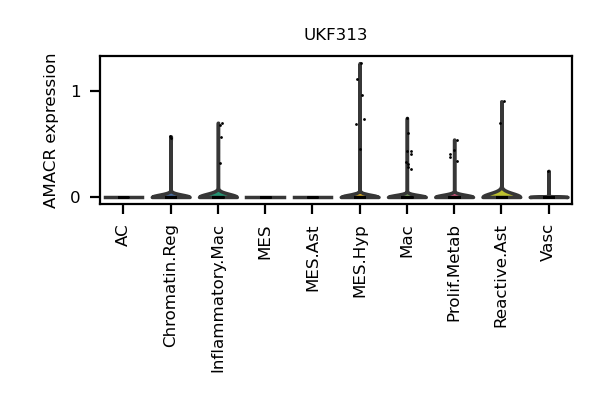 UKF313
AMACR expression
1
0
AC
Chromatin.Reg
Inflammatory.Mac
MES
MES.Ast
MES.Hyp
Mac
Prolif.Metab
Reactive.Ast
Vasc